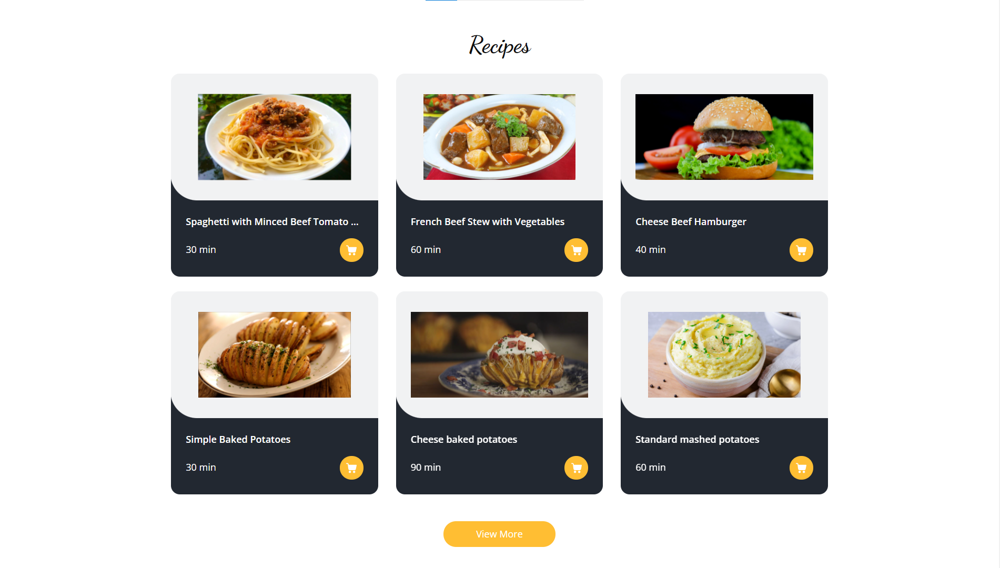 Recipes
Spaghetti with Minced Beef Tomato ...
30 min
French Beef Stew with Vegetables
60 min
Cheese Beef Hamburger
40 min
Simple Baked Potatoes
30 min
Cheese baked potatoes
90 min
Standard mashed potatoes
60 min
View More